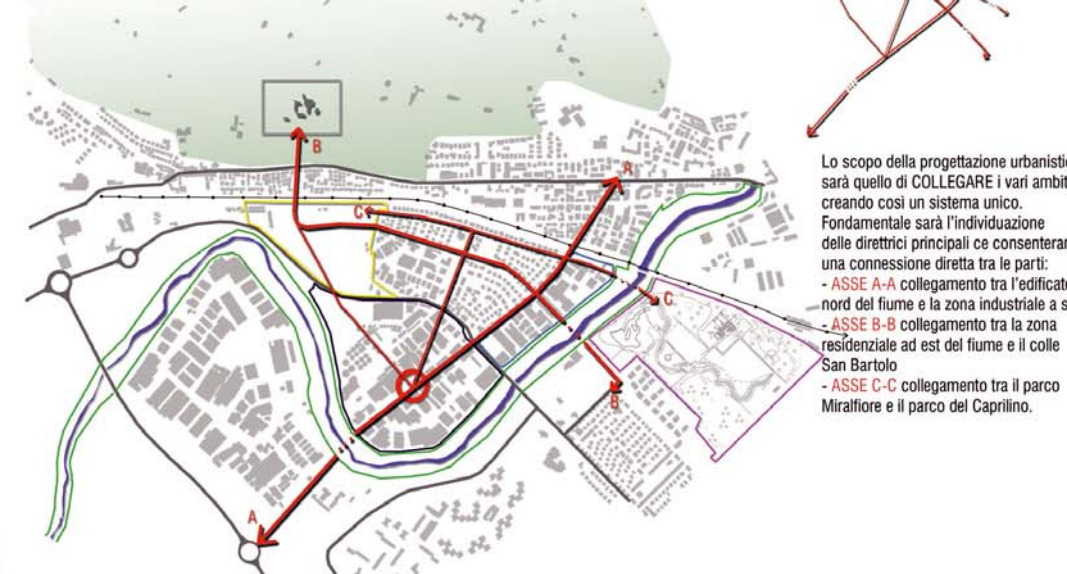 B
A
C
C
B
A
Lo scopo della progettazione urbanistic
sarà quello di COLLEGARE i vari ambit
creando così un sistema unico.
Fondamentale sarà l'individuazione
delle direttrici principali ce consenteran
una connessione diretta tra le parti:
- ASSE A-A collegamento tra l'edificato
nord del fiume e la zona industriale a s
- ASSE B-B collegamento tra la zona
residenziale ad est del fiume e il colle
San Bartolo
- ASSE C-C collegamento tra il parco
Miralfiore e il parco del Caprilino.